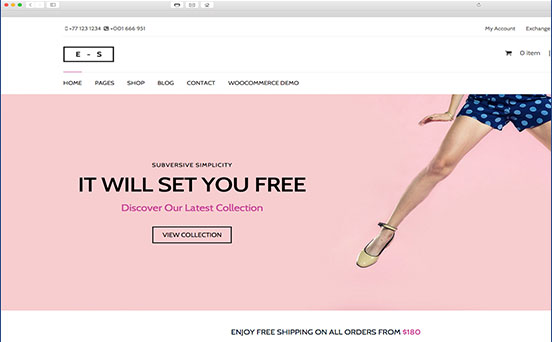 +77 123 1234 +001 666 951
My Account Exchange
E - S
0 item |
HOME PAGES SHOP BLOG CONTACT WOOCOMMERCE DEMO
SUBVERSIVE SIMPLICITY
IT WILL SET YOU FREE
Discover Our Latest Collection
VIEW COLLECTION
ENJOY FREE SHIPPING ON ALL ORDERS FROM $180